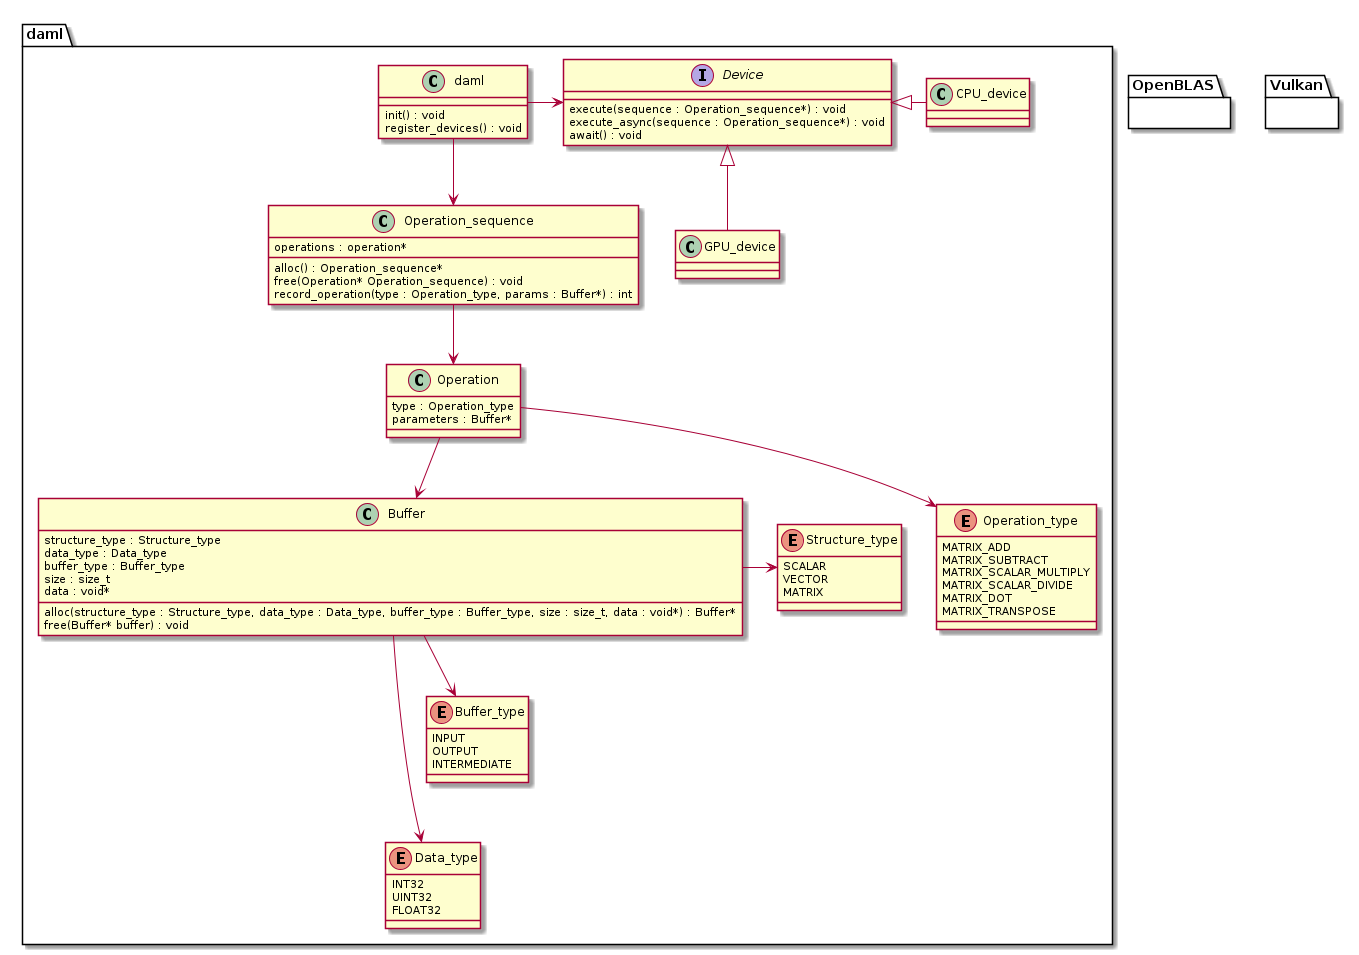 daml
C daml
init() : void
register_devices() : void
I Device
execute(sequence : Operation_sequence*) : void
execute_async(sequence : Operation_sequence*) : void
await() : void
C CPU_device
OpenBLAS
Vulkan
C Operation_sequence
operations : operation*
alloc() : Operation_sequence*
free(Operation* Operation_sequence) : void
record_operation(type : Operation_type, params : Buffer*) : int
C GPU_device
C Operation
type : Operation_type
parameters : Buffer*
C Buffer
structure_type : Structure_type
data_type : Data_type
buffer_type : Buffer_type
size : size_t
data : void*
alloc(structure_type : Structure_type, data_type : Data_type, buffer_type : Buffer_type, size : size_t, data : void*) : Buffer*
free(Buffer* buffer) : void
E Structure_type
SCALAR
VECTOR
MATRIX
E Operation_type
MATRIX_ADD
MATRIX_SUBTRACT
MATRIX_SCALAR_MULTIPLY
MATRIX_SCALAR_DIVIDE
MATRIX_DOT
MATRIX_TRANSPOSE
E Buffer_type
INPUT
OUTPUT
INTERMEDIATE
E Data_type
INT32
UINT32
FLOAT32